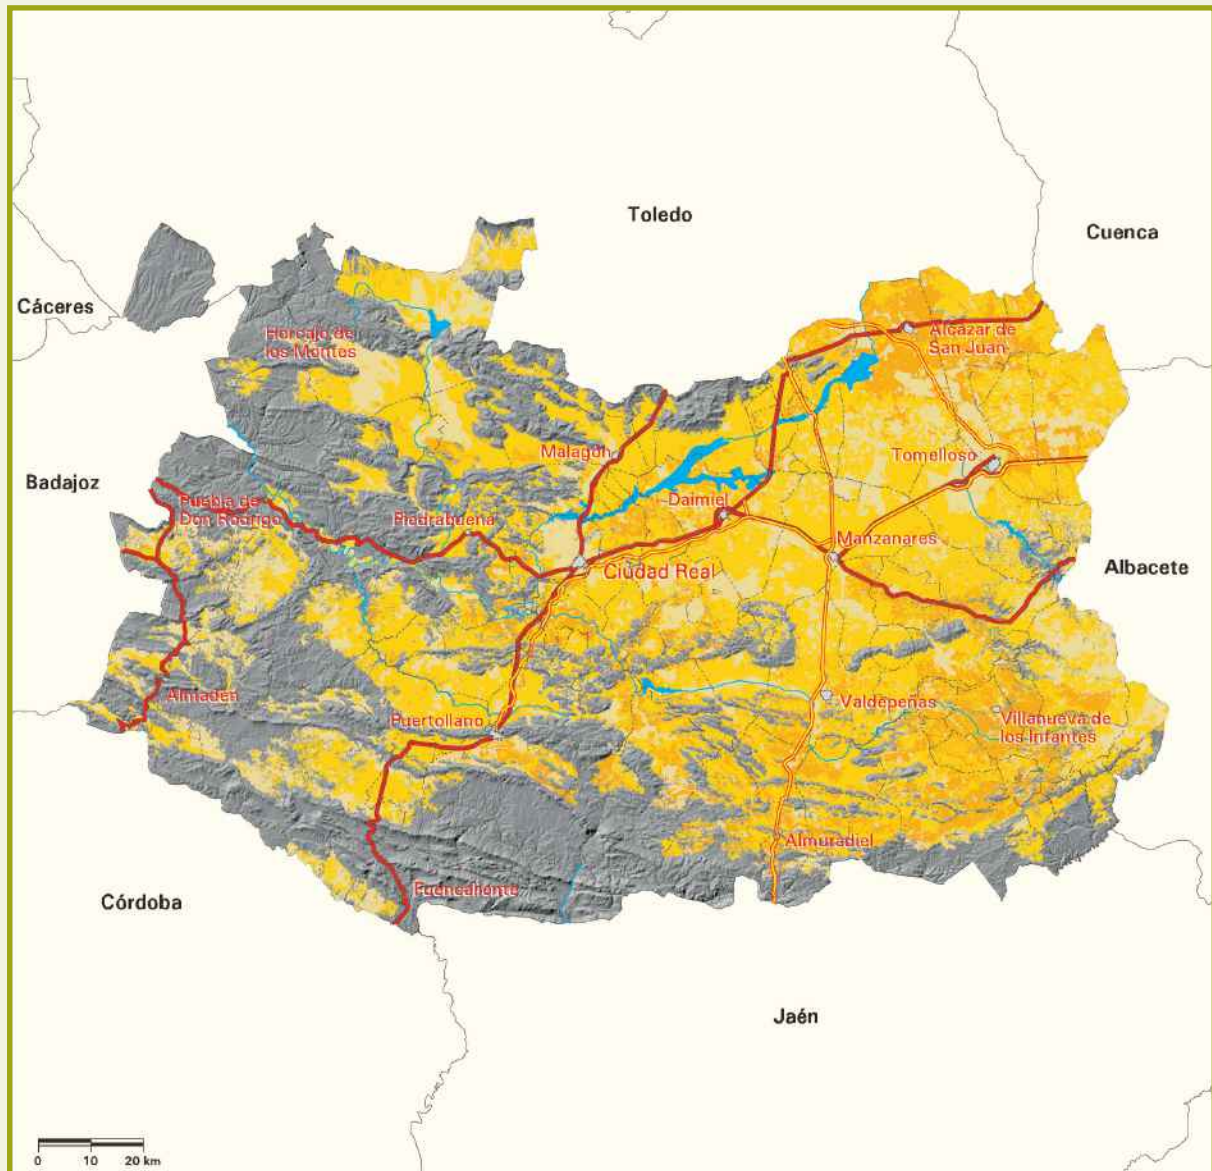 Toledo
Cuenca
Cáceres
Horcajo de
los Montes
Alcázar de
San Juan
Malagón
Tomelloso
Badajoz
Puebla de
Don Rodrigo
Piedrabuena
Daimiel
Manzanares
Ciudad Real
Albacete
Almadén
Puertollano
Valdepeñas
Villanueva de
los Infantes
Almuradiel
Fuencaliente
Córdoba
Jaén
0 10 20 km